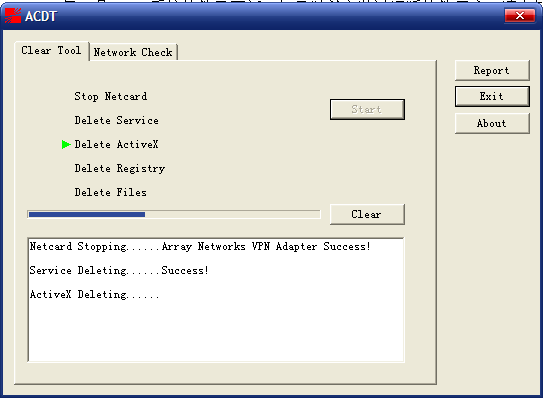 ACDT
Clear Tool
Network Check
Report
Exit
About
Stop Netcard
Delete Service
Delete ActiveX
Delete Registry
Delete Files
Start
Clear
Netcard Stopping......Array Networks VPN Adapter Success!
Service Deleting......Success!
ActiveX Deleting......